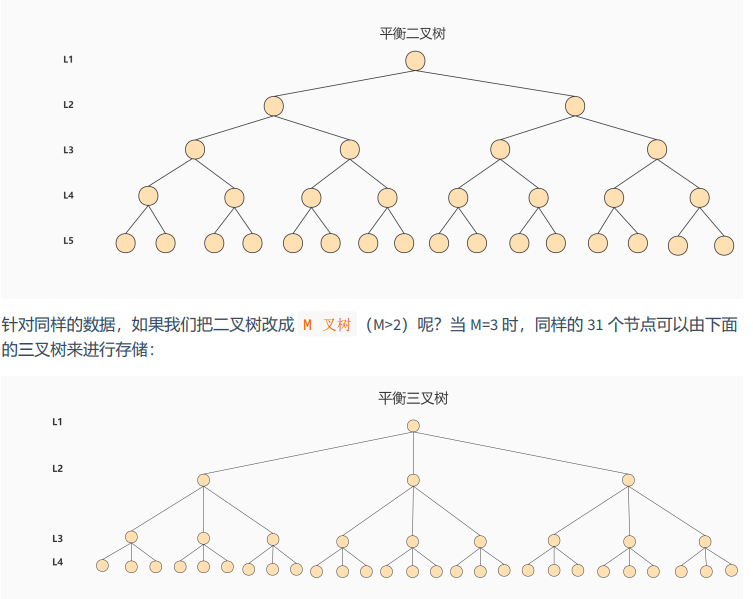 平衡二叉树
L1
L2
L3
L4
L5
针对同样的数据，如果我们把二叉树改成 M 叉树 （M>2）呢？当 M=3 时，同样的 31 个节点可以由下面
的三叉树来进行存储：
平衡三叉树
L1
L2
L3
L4